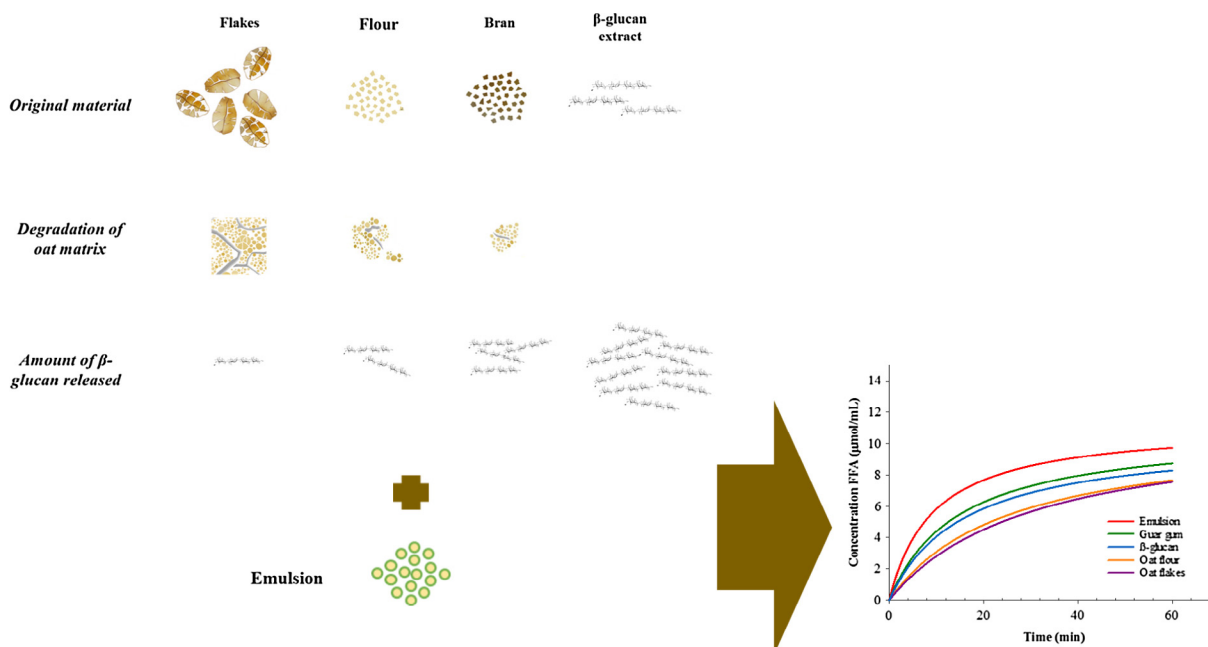 Flakes
Flour
Bran
β-glucan
extract
Original material
Degradation of
oat matrix
Amount of β-
glucan released
Emulsion
Concentration FFA (μmol/mL)
14
12
10
8
6
4
2
0
Emulsion
Guar gum
β-glucan
Oat flour
Oat flakes
0
20
40
60
Time (min)